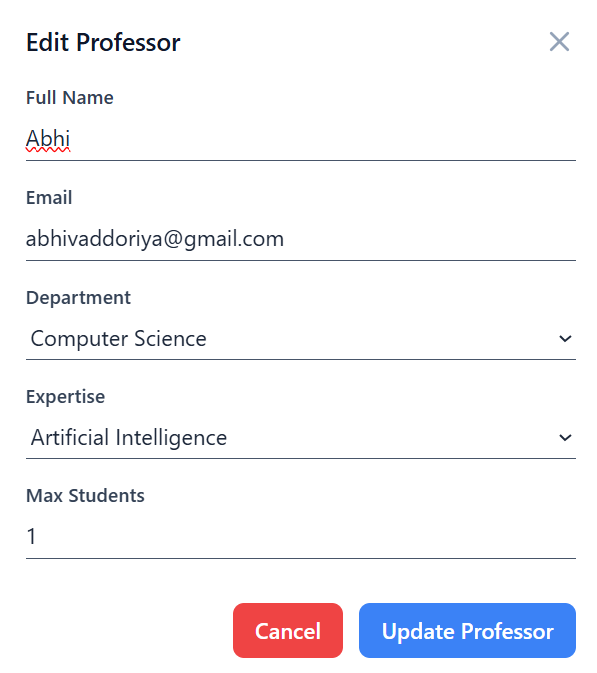 Edit Professor
Full Name
Abhi
Email
abhivaddoriya@gmail.com
Department
Computer Science
Expertise
Artificial Intelligence
Max Students
1
Cancel Update Professor